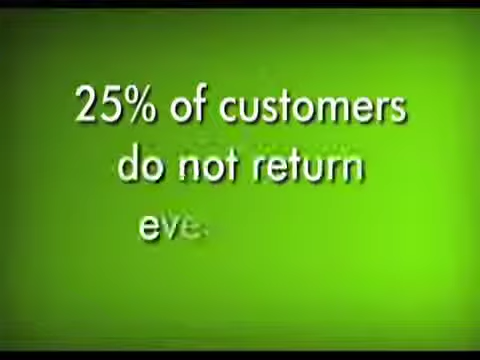 25% of customers
do not return
eve